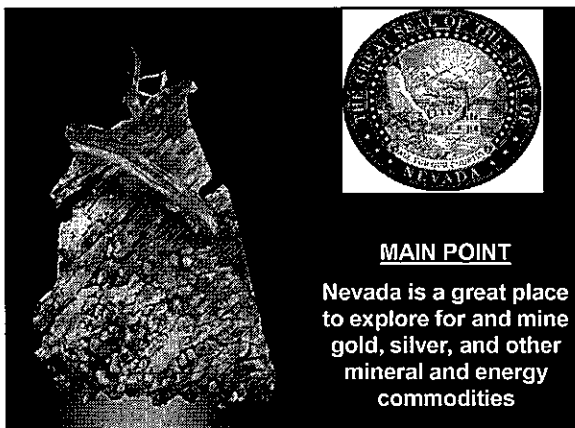 THE GREAT SEAL OF THE STATE OF
NEVADA
MAIN POINT
Nevada is a great place
to explore for and mine
gold, silver, and other
mineral and energy
commodities